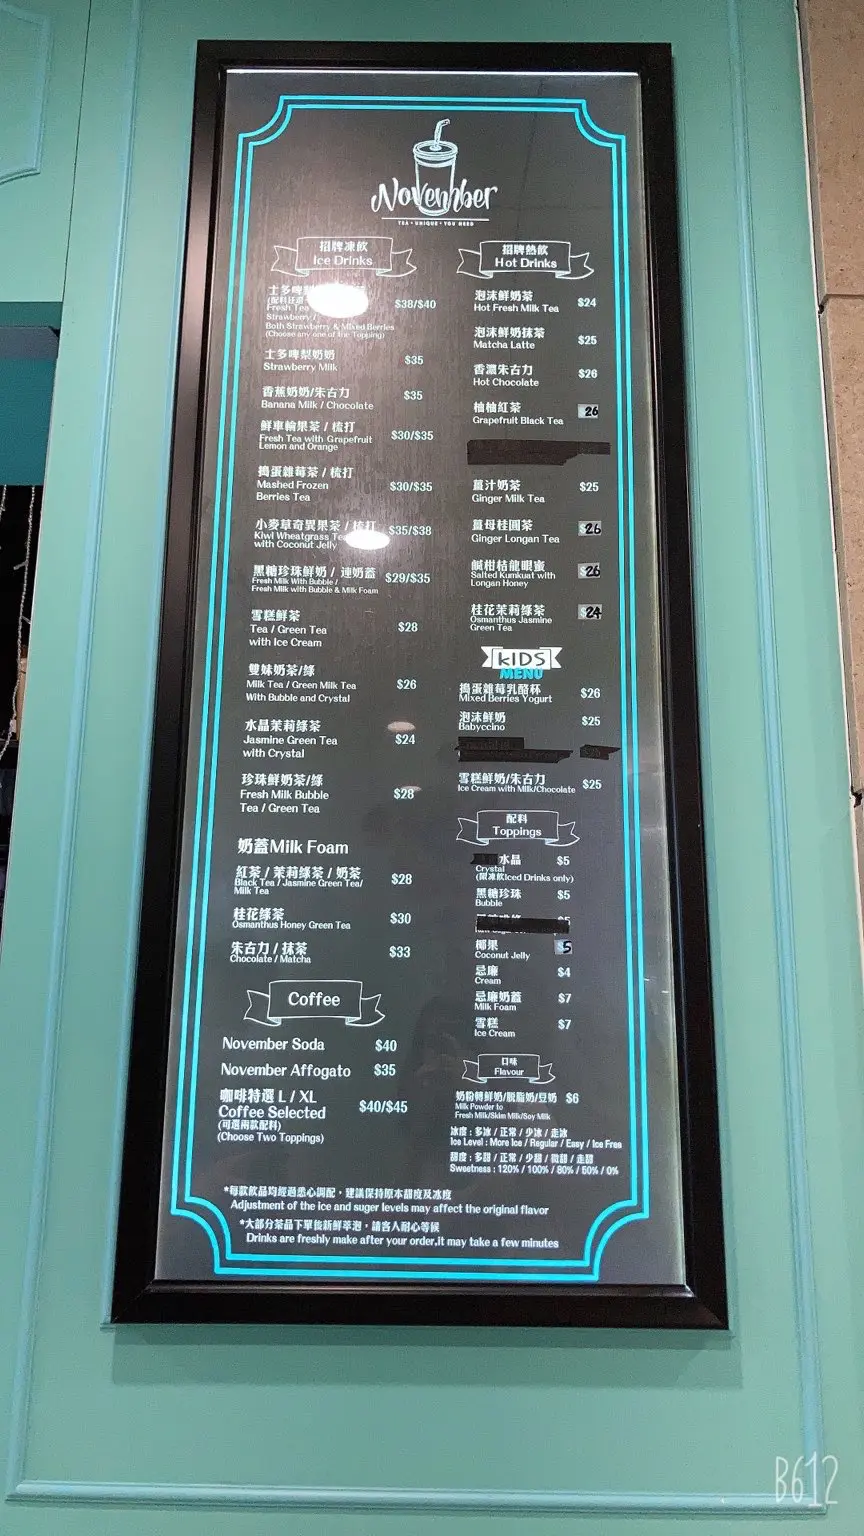 November
TEA • UNIQUE • YOU NEED
招牌凍飲
Ice Drinks
士多啤
Fresh Tea
$38/$40
Strawberry /
Both Strawberry & Mixed Berries
(Choose any one of the Topping)
士多啤梨奶奶
Strawberry Milk
$35
香蕉奶奶/朱古力
Banana Milk / Chocolate
$35
鮮車輪果茶 / 梳打
Fresh Tea with Grapefruit
Lemon and Orange
$30/$35
搗蛋雜莓茶 / 梳打
Mashed Frozen
Berries Tea
$30/$35
小麥草奇異果茶 / 梳打
Kiwi Wheatgrass Tea
with Coconut Jelly
$35/$38
黑糖珍珠鮮奶 / 連奶蓋
Fresh Milk With Bubble /
Fresh Milk with Bubble & Milk Foam
$29/$35
雪糕鮮茶
Tea / Green Tea
with Ice Cream
$28
雙妹奶茶/綠
Milk Tea / Green Milk Tea
With Bubble and Crystal
$26
水晶茉莉綠茶
Jasmine Green Tea
with Crystal
$24
珍珠鮮奶茶/綠
Fresh Milk Bubble
Tea / Green Tea
$28
奶蓋Milk Foam
紅茶 / 茉莉綠茶 / 奶茶
Black Tea / Jasmine Green Tea/
Milk Tea
$28
桂花綠茶
Osmanthus Honey Green Tea
$30
朱古力 / 抹茶
Chocolate / Matcha
$33
Coffee
November Soda $40
November Affogato $35
咖啡特選 L / XL
Coffee Selected
$40/$45
(可選兩款配料)
(Choose Two Toppings)
招牌熱飲
Hot Drinks
泡沫鮮奶茶
Hot Fresh Milk Tea
$24
泡沫鮮奶抹茶
Matcha Latte
$25
香濃朱古力
Hot Chocolate
$26
柚柚紅茶
Grapefruit Black Tea
26
薑汁奶茶
Ginger Milk Tea
$25
薑母桂圓茶
Ginger Longan Tea
$26
鹹柑桔龍眼蜜
Salted Kumkuat with
Longan Honey
$26
桂花茉莉綠茶
Osmanthus Jasmine
Green Tea
$24
KIDS
MENU
搗蛋雜莓乳酪杯
Mixed Berries Yogurt
$26
泡沫鮮奶
Babyccino
$25
雪糕鮮奶/朱古力
Ice Cream with Milk/Chocolate
$25
配料
Toppings
水晶
Crystal
$5
(限凍飲Iced Drinks only)
黑糖珍珠
Bubble
$5
椰果
Coconut Jelly
$5
忌廉
Cream
$4
忌廉奶蓋
Milk Foam
$7
雪糕
Ice Cream
$7
口味
Flavour
奶粉轉鮮奶/脫脂奶/豆奶 $6
Milk Powder to
Fresh Milk/Skim Milk/Soy Milk
冰度 : 多冰 / 正常 / 少冰 / 走冰
Ice Level : More Ice / Regular / Easy / Ice Free
甜度 : 多甜 / 正常 / 少甜 / 微甜 / 走甜
Sweetness : 120% / 100% / 80% / 50% / 0%
*每款飲品均經過悉心調配，建議保持原本甜度及冰度
Adjustment of the ice and suger levels may affect the original flavor
*大部分茶品下單後新鮮萃泡，請客人耐心等候
Drinks are freshly make after your order,it may take a few minutes
B612